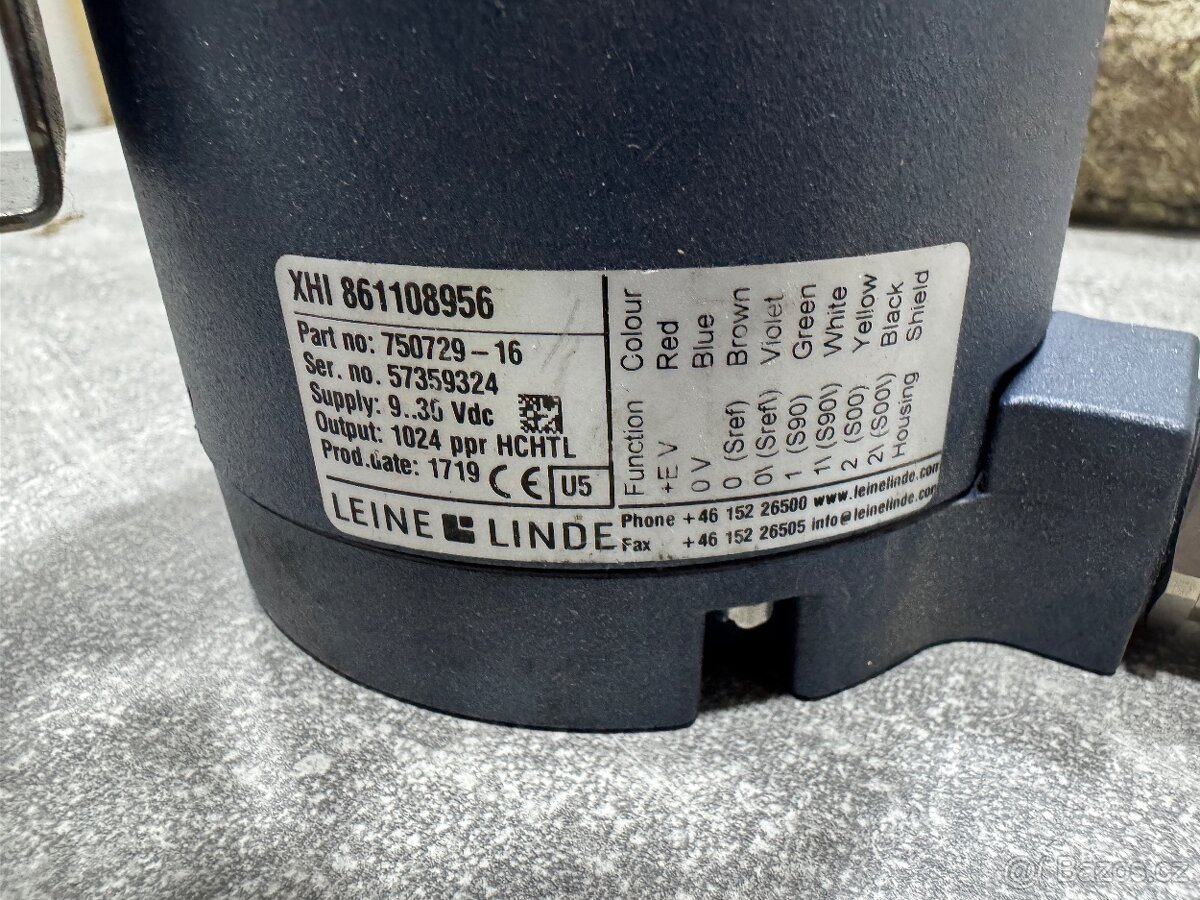 XHI 861108956
Part no: 750729-16
Ser. no. 57359324
Supply: 9..30 Vdc
Output: 1024 ppr HCHTL
Prod.date: 1719 CE U5
LEINE LINDE
Function Colour
+E V Red
0 V Blue
0 (Sref) Brown
0\ (Sref\) Violet
1 (S90) Green
1\ (S90\) White
2 (S00) Yellow
2\ (S00\) Black
Housing Shield
Phone +46 152 26500 www.leinelinde.com
Fax +46 152 26505 info@leinelinde.com
Bazos.cz